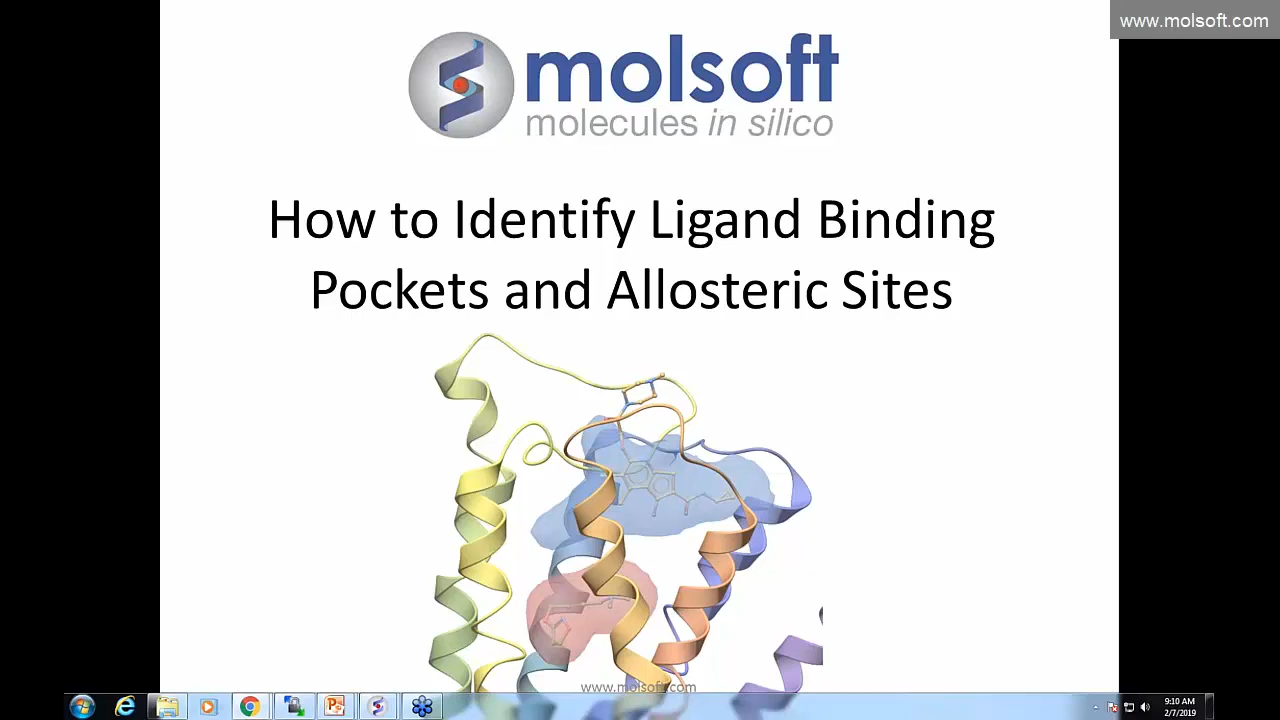 www.molsoft.com
molsoft
molecules in silico
How to Identify Ligand Binding
Pockets and Allosteric Sites
www.molsoft.com
9:10 AM
2/7/2019